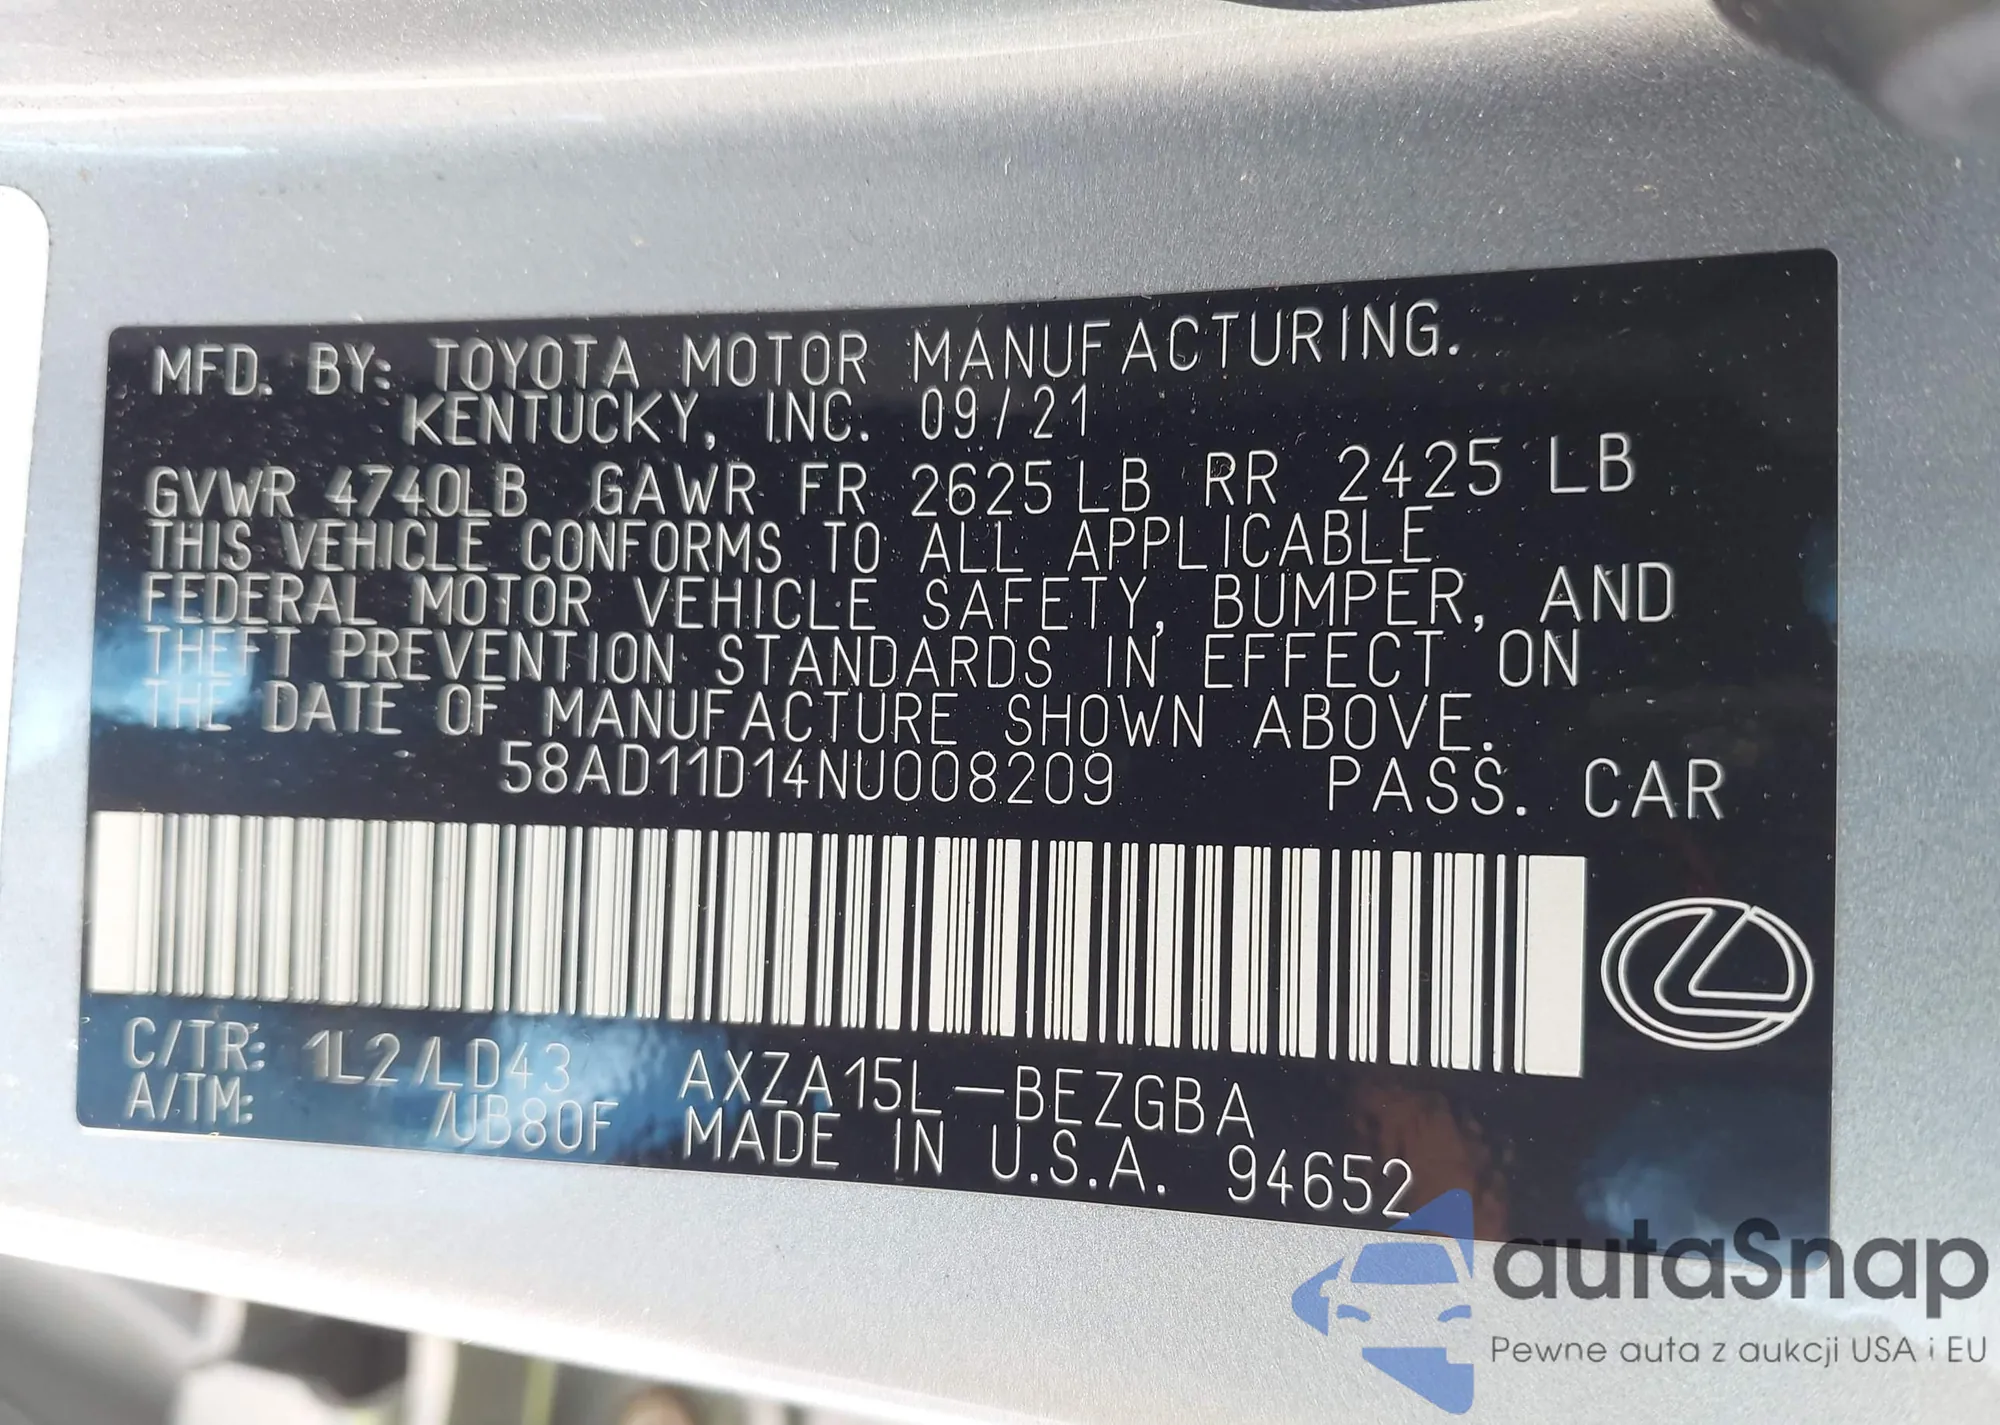 MFD. BY: TOYOTA MOTOR MANUFACTURING.
KENTUCKY, INC. 09/21
GVWR 4740LB GAWR FR 2625LB RR 2425 LB
THIS VEHICLE CONFORMS TO ALL APPLICABLE
FEDERAL MOTOR VEHICLE SAFETY, BUMPER, AND
THEFT PREVENTION STANDARDS IN EFFECT ON
THE DATE OF MANUFACTURE SHOWN ABOVE.
58AD11D14NU008209 PASS. CAR
C/TR: 1L2/LD43 AXZA15L-BEZGBA
A/TM: /UB80F MADE IN U.S.A. 94652
autaSnap
Pewne auta z aukcji USA i EU